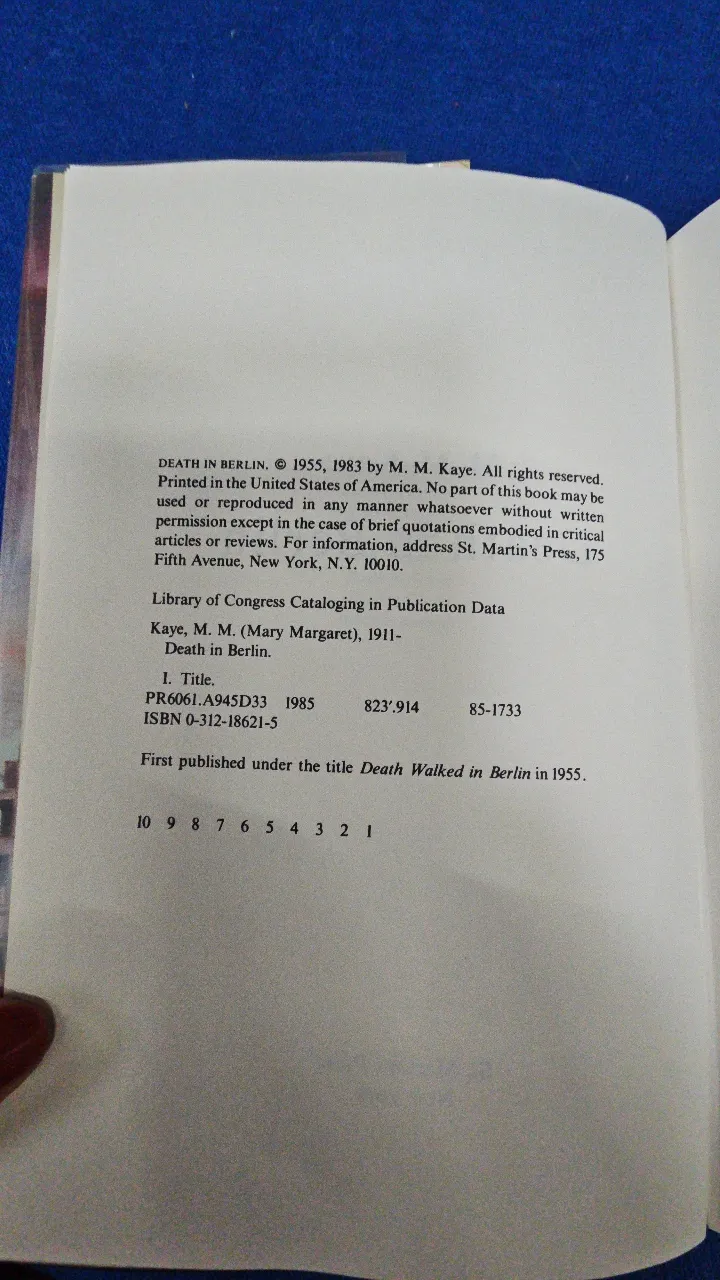 DEATH IN BERLIN. © 1955, 1983 by M. M. Kaye. All rights reserved.
Printed in the United States of America. No part of this book may be
used or reproduced in any manner whatsoever without written
permission except in the case of brief quotations embodied in critical
articles or reviews. For information, address St. Martin's Press, 175
Fifth Avenue, New York, N.Y. 10010.
Library of Congress Cataloging in Publication Data
Kaye, M. M. (Mary Margaret), 1911-
Death in Berlin.
I. Title.
PR6061.A945D33 1985 823'.914 85-1733
ISBN 0-312-18621-5
First published under the title Death Walked in Berlin in 1955.
10 9 8 7 6 5 4 3 2 1